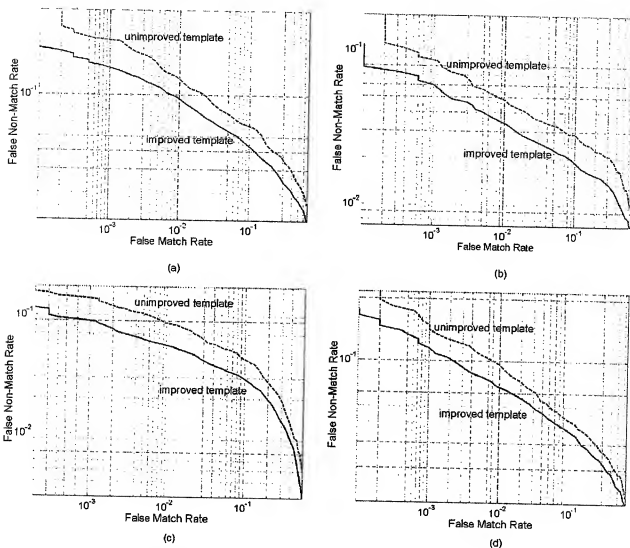 unimproved template
10⁻¹
improved template
False Non-Match Rate
10⁻³
10⁻²
10⁻¹
False Match Rate
(a)
10⁻¹
unimproved template
improved template
False Non-Match Rate
10⁻²
10⁻³
10⁻²
10⁻¹
False Match Rate
(b)
unimproved template
10⁻¹
improved template
False Non-Match Rate
10⁻²
10⁻³
10⁻²
10⁻¹
False Match Rate
(c)
unimproved template
10⁻¹
improved template
False Non-Match Rate
10⁻³
10⁻²
10⁻¹
False Match Rate
(d)